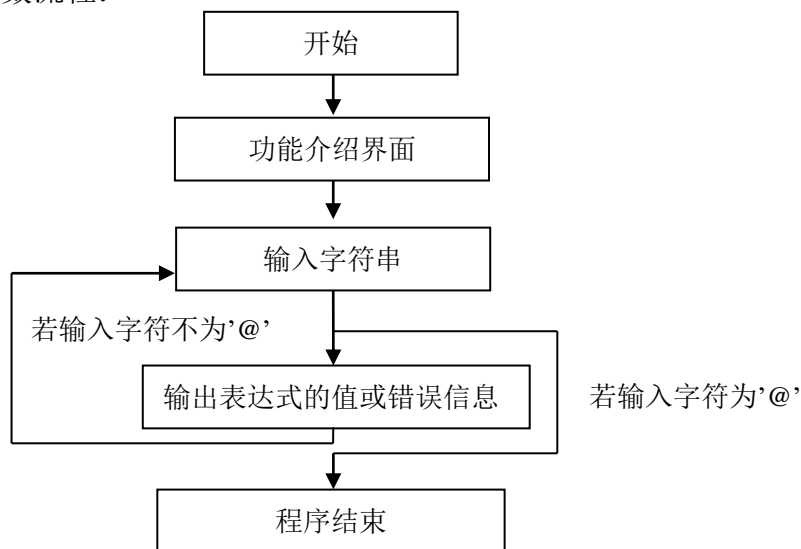 开始
功能介绍界面
输入字符串
若输入字符不为’@’
输出表达式的值或错误信息
若输入字符为’@’
程序结束